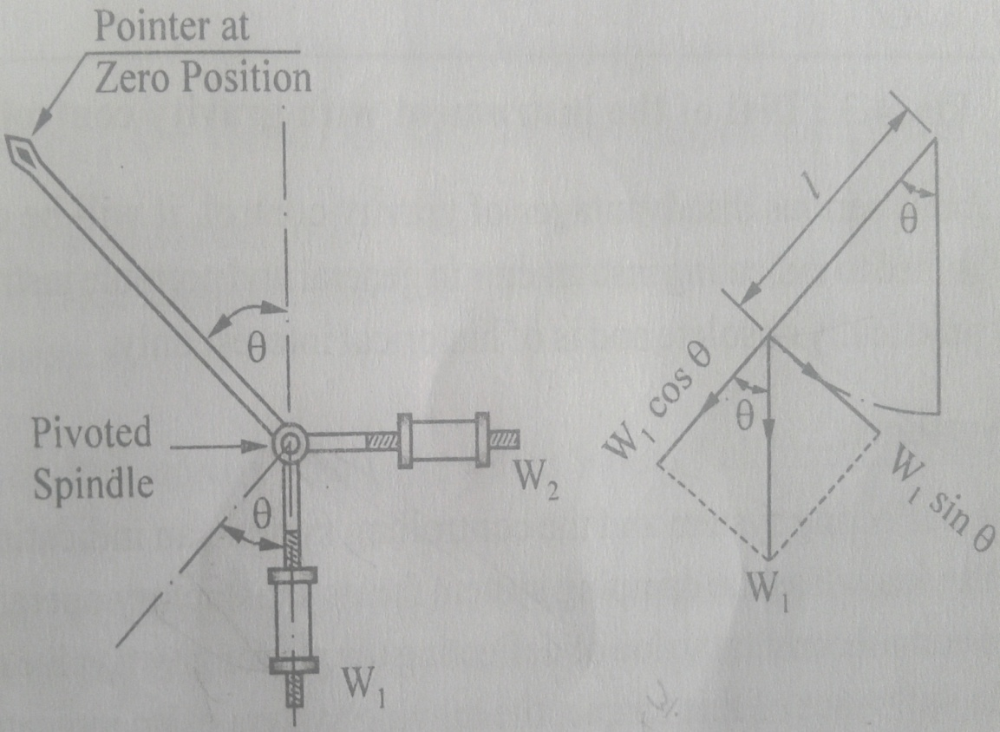 Pointer at
Zero Position
θ
Pivoted
Spindle
W₂
θ
W₁
l
θ
W₁ cos θ
θ
W₁ sin θ
W₁